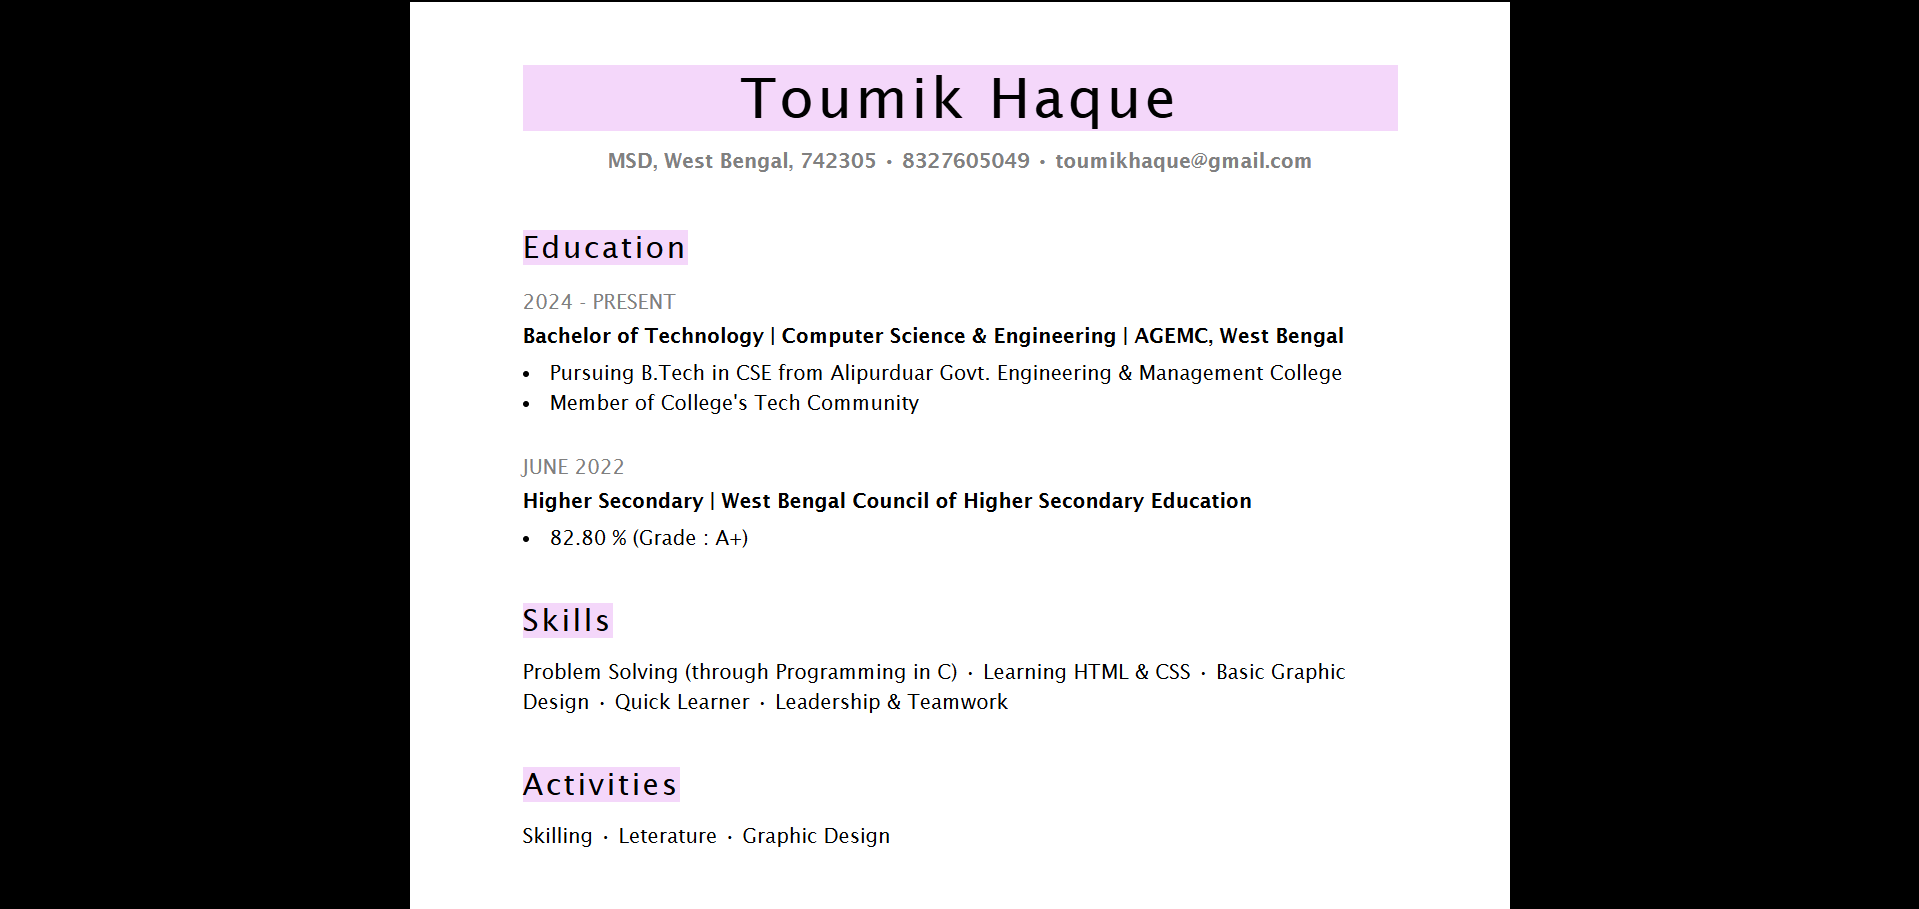 Toumik Haque
MSD, West Bengal, 742305 · 8327605049 · toumikhaque@gmail.com
Education
2024 - PRESENT
Bachelor of Technology | Computer Science & Engineering | AGEMC, West Bengal
• Pursuing B.Tech in CSE from Alipurduar Govt. Engineering & Management College
• Member of College's Tech Community
JUNE 2022
Higher Secondary | West Bengal Council of Higher Secondary Education
• 82.80 % (Grade : A+)
Skills
Problem Solving (through Programming in C) · Learning HTML & CSS · Basic Graphic
Design · Quick Learner · Leadership & Teamwork
Activities
Skilling · Leterature · Graphic Design